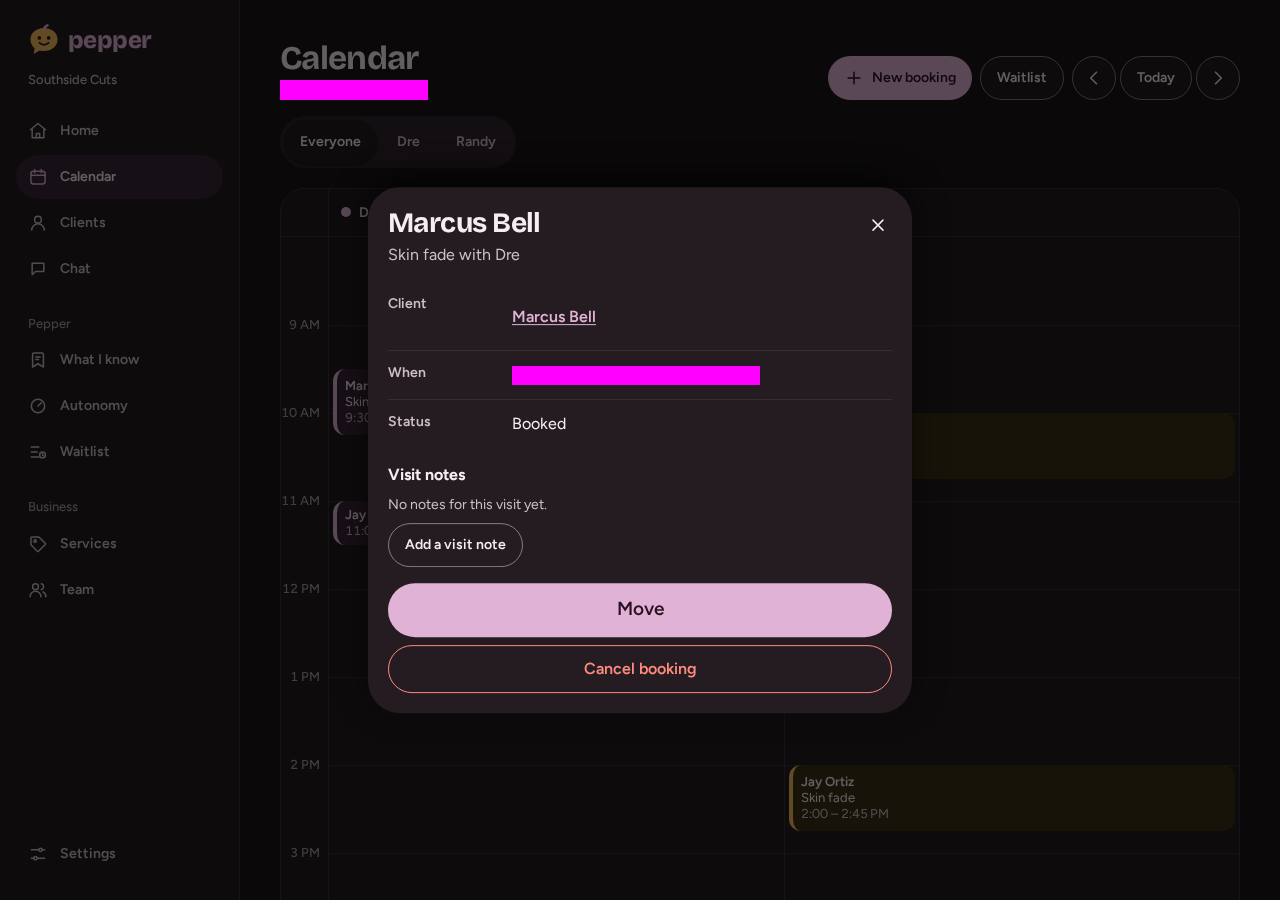 pepper
Southside Cuts
Home
Calendar
Clients
Chat
Pepper
What I know
Autonomy
Waitlist
Business
Services
Team
Settings
Calendar
New booking
Waitlist
Today
Everyone
Dre
Randy
9 AM
10 AM
11 AM
12 PM
1 PM
2 PM
3 PM
Jay
Marcus Bell
Skin fade with Dre
Client
Marcus Bell
When
Status
Booked
Visit notes
No notes for this visit yet.
Add a visit note
Move
Cancel booking
Jay Ortiz
Skin fade
2:00 – 2:45 PM